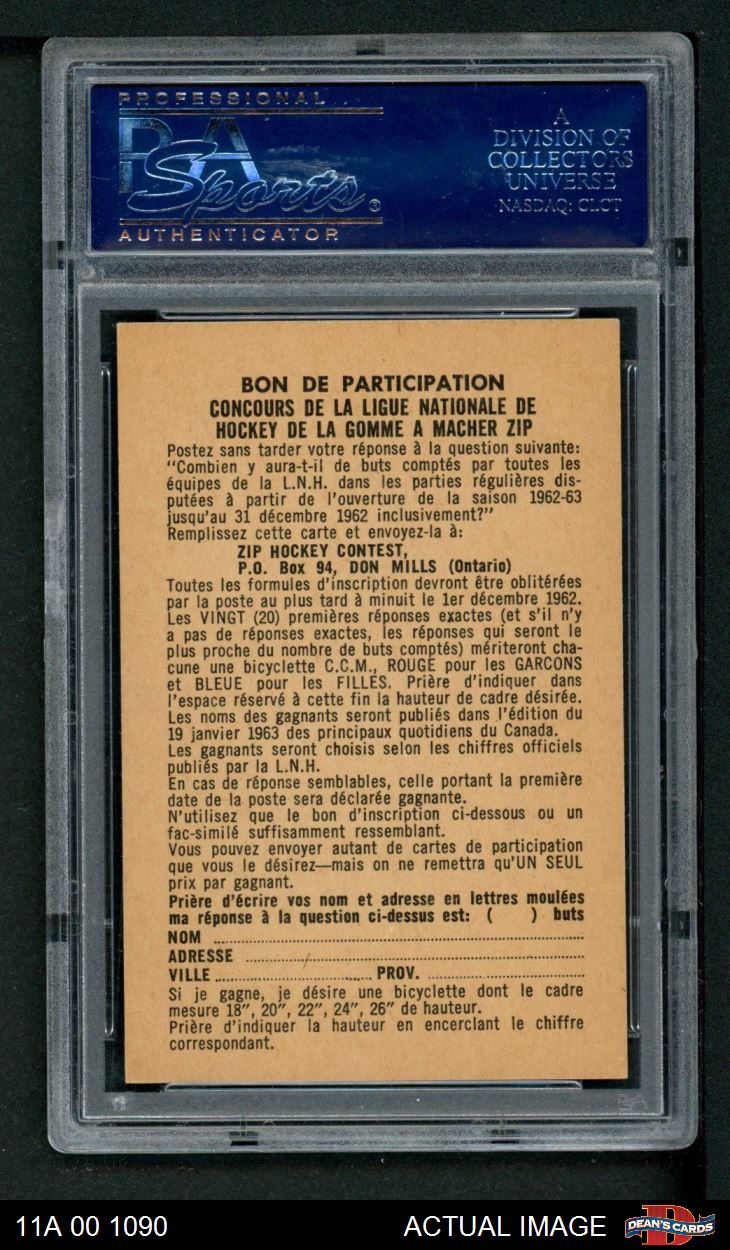 PROFESSIONAL
PSA
Sports®
AUTHENTICATOR
A
DIVISION OF
COLLECTORS
UNIVERSE
NASDAQ: CLCT
BON DE PARTICIPATION
CONCOURS DE LA LIGUE NATIONALE DE
HOCKEY DE LA GOMME A MACHER ZIP
Postez sans tarder votre réponse à la question suivante:
"Combien y aura-t-il de buts comptés par toutes les
équipes de la L.N.H. dans les parties régulières dis-
putées à partir de l'ouverture de la saison 1962-63
jusqu'au 31 décembre 1962 inclusivement?"
Remplissez cette carte et envoyez-la à:
ZIP HOCKEY CONTEST,
P.O. Box 94, DON MILLS (Ontario)
Toutes les formules d'inscription devront être oblitérées
par la poste au plus tard à minuit le 1er décembre 1962.
Les VINGT (20) premières réponses exactes (et s'il n'y
a pas de réponses exactes, les réponses qui seront le
plus proche du nombre de buts comptés) mériteront cha-
cune une bicyclette C.C.M., ROUGE pour les GARCONS
et BLEUE pour les FILLES. Prière d'indiquer dans
l'espace réservé à cette fin la hauteur de cadre désirée.
Les noms des gagnants seront publiés dans l'édition du
19 janvier 1963 des principaux quotidiens du Canada.
Les gagnants seront choisis selon les chiffres officiels
publiés par la L.N.H.
En cas de réponse semblables, celle portant la première
date de la poste sera déclarée gagnante.
N'utilisez que le bon d'inscription ci-dessous ou un
fac-similé suffisamment ressemblant.
Vous pouvez envoyer autant de cartes de participation
que vous le désirez—mais on ne remettra qu'UN SEUL
prix par gagnant.
Prière d'écrire vos nom et adresse en lettres moulées
ma réponse à la question ci-dessus est: ( ) buts
NOM
ADRESSE
VILLE PROV.
Si je gagne, je désire une bicyclette dont le cadre
mesure 18", 20", 22", 24", 26" de hauteur.
Prière d'indiquer la hauteur en encerclant le chiffre
correspondant.
11A 00 1090 ACTUAL IMAGE DEAN'S CARDS